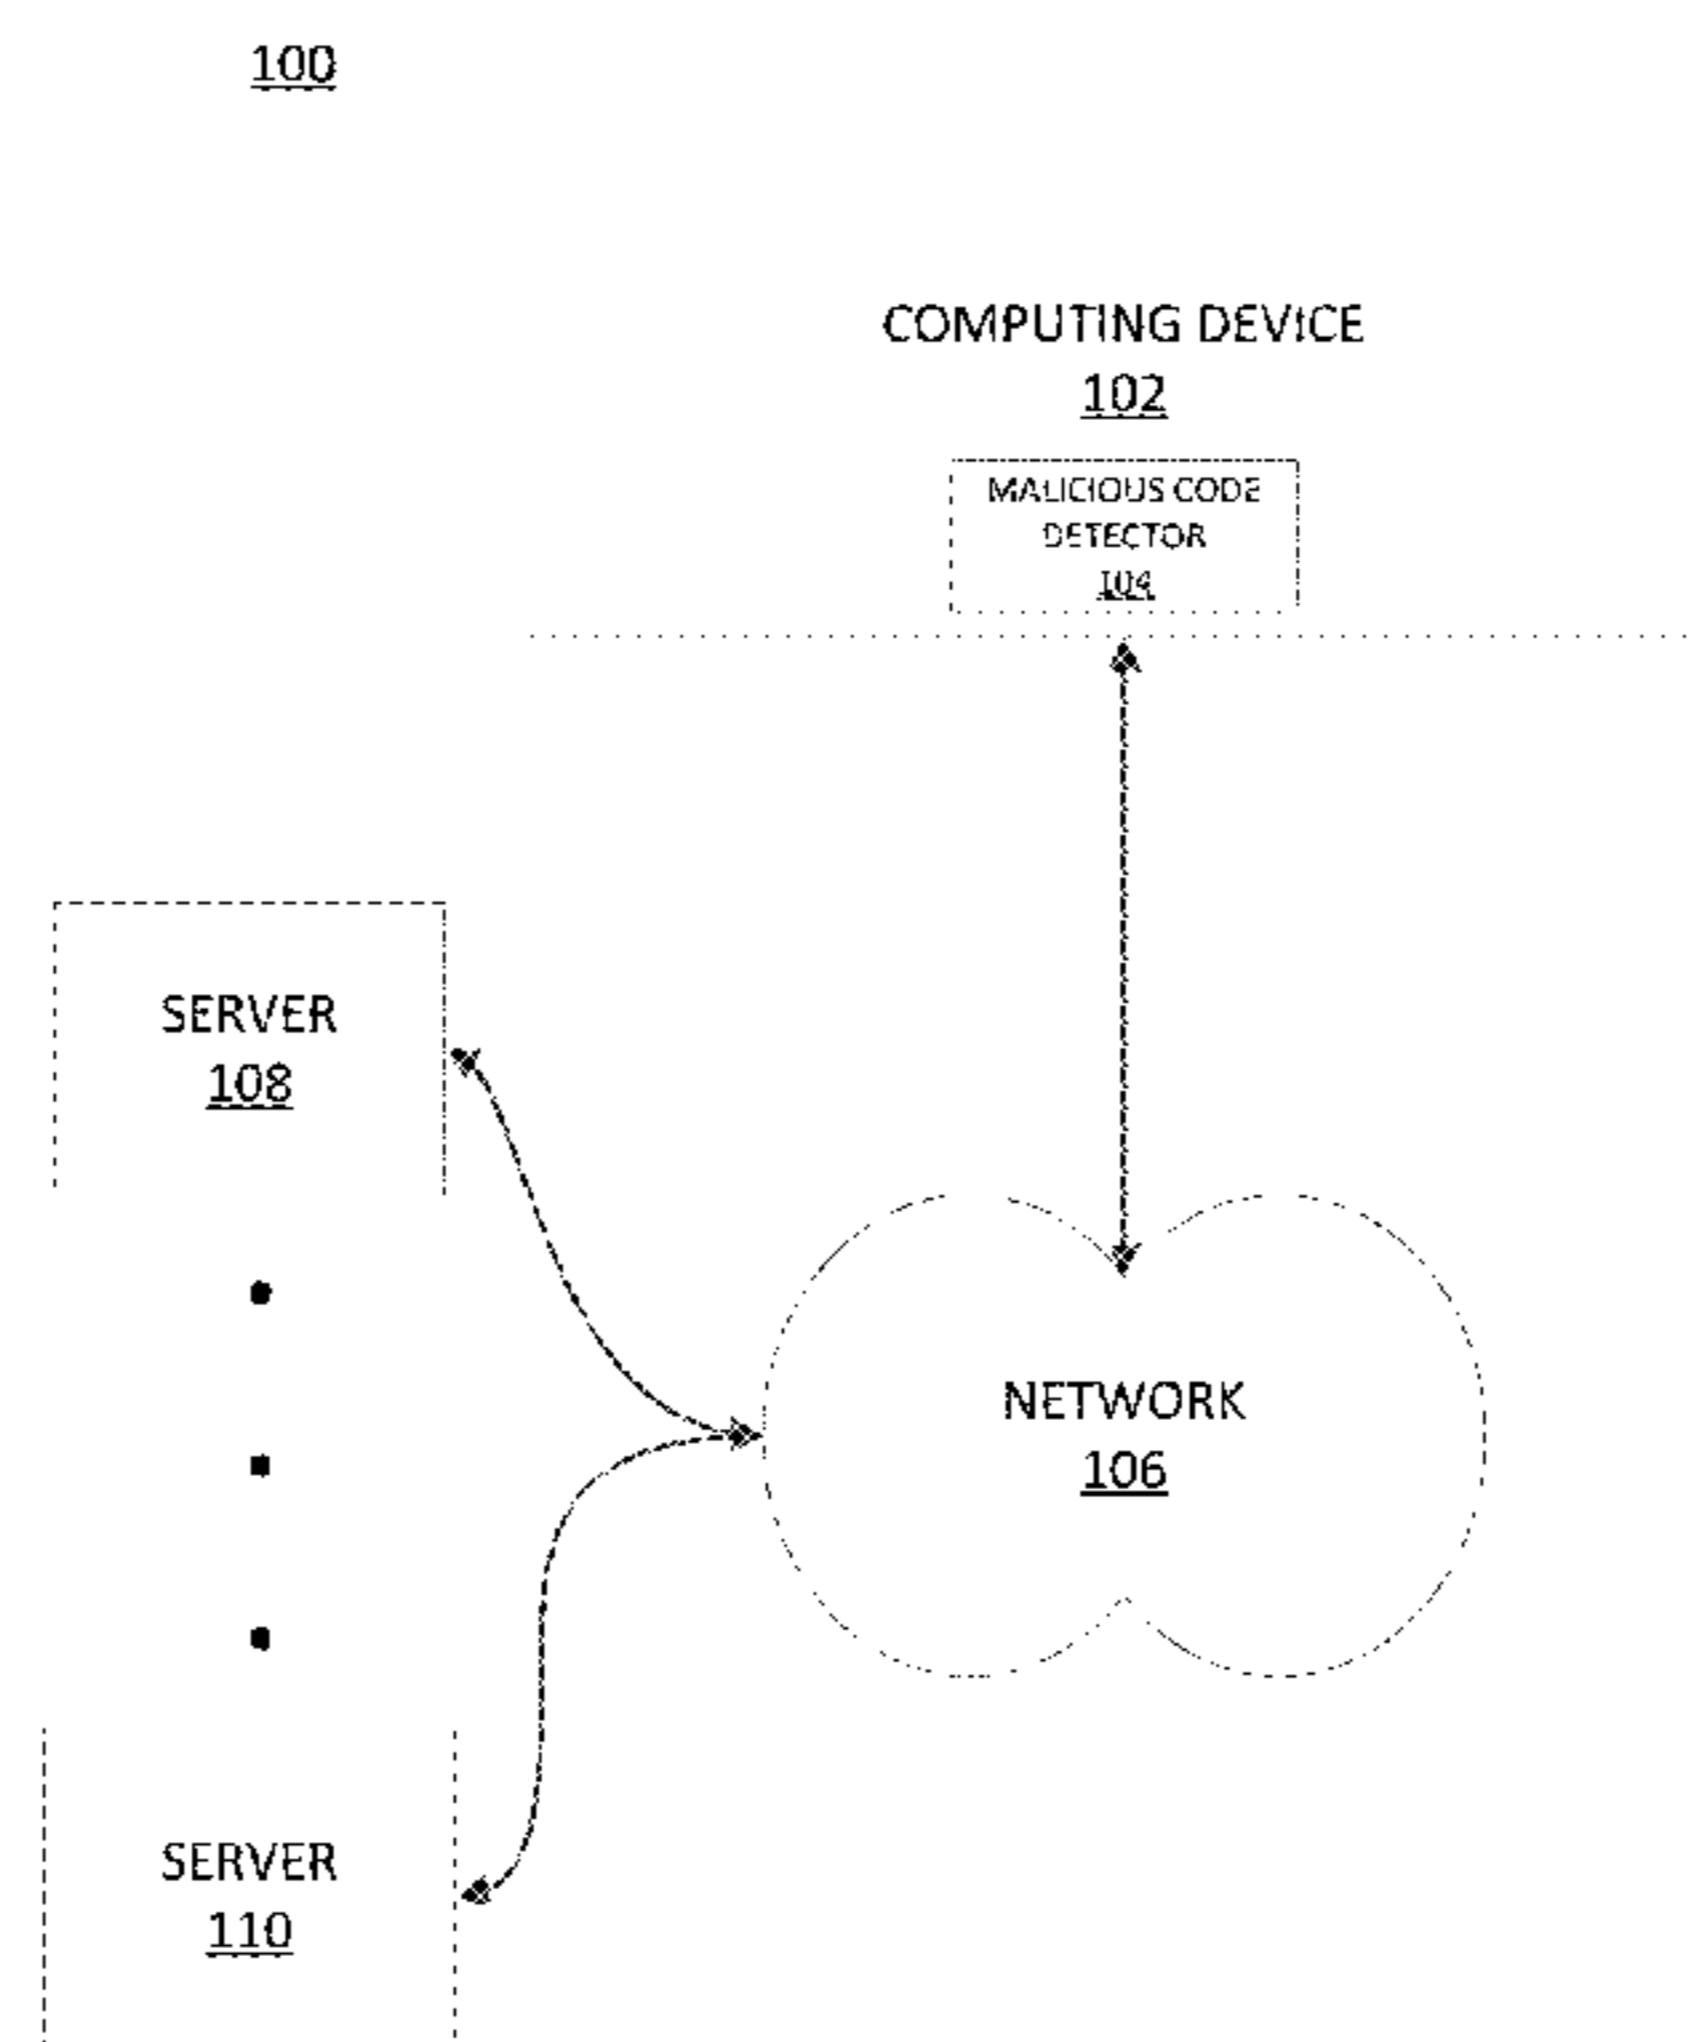 100
COMPUTING DEVICE
102
MALICIOUS CODE
DETECTOR
104
SERVER
108
NETWORK
106
SERVER
110